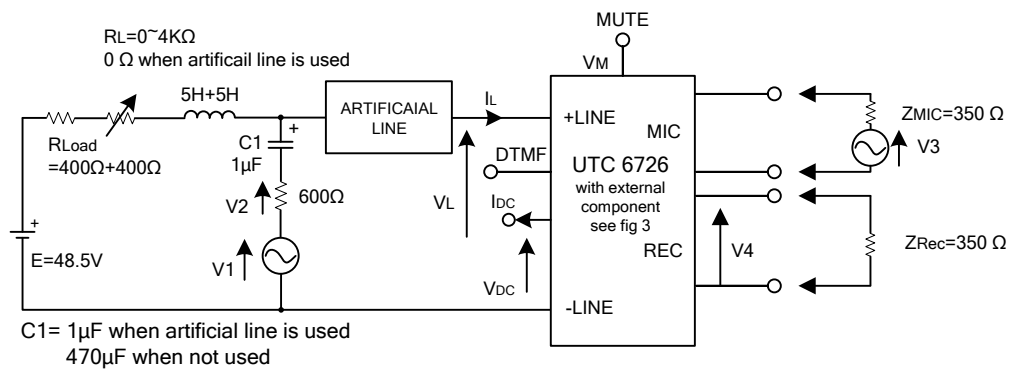 RL=0~4KΩ
0 Ω when artificail line is used
MUTE
VM
5H+5H
ARTIFICAIAL
LINE
IL
+LINE
MIC
ZMIC=350 Ω
V3
RLoad
=400Ω+400Ω
+
C1
1µF
DTMF
UTC 6726
with external
component
see fig 3
V2
600Ω
VL
IDC
+
E=48.5V
V1
VDC
REC
V4
ZRec=350 Ω
-LINE
C1= 1µF when artificial line is used
470µF when not used